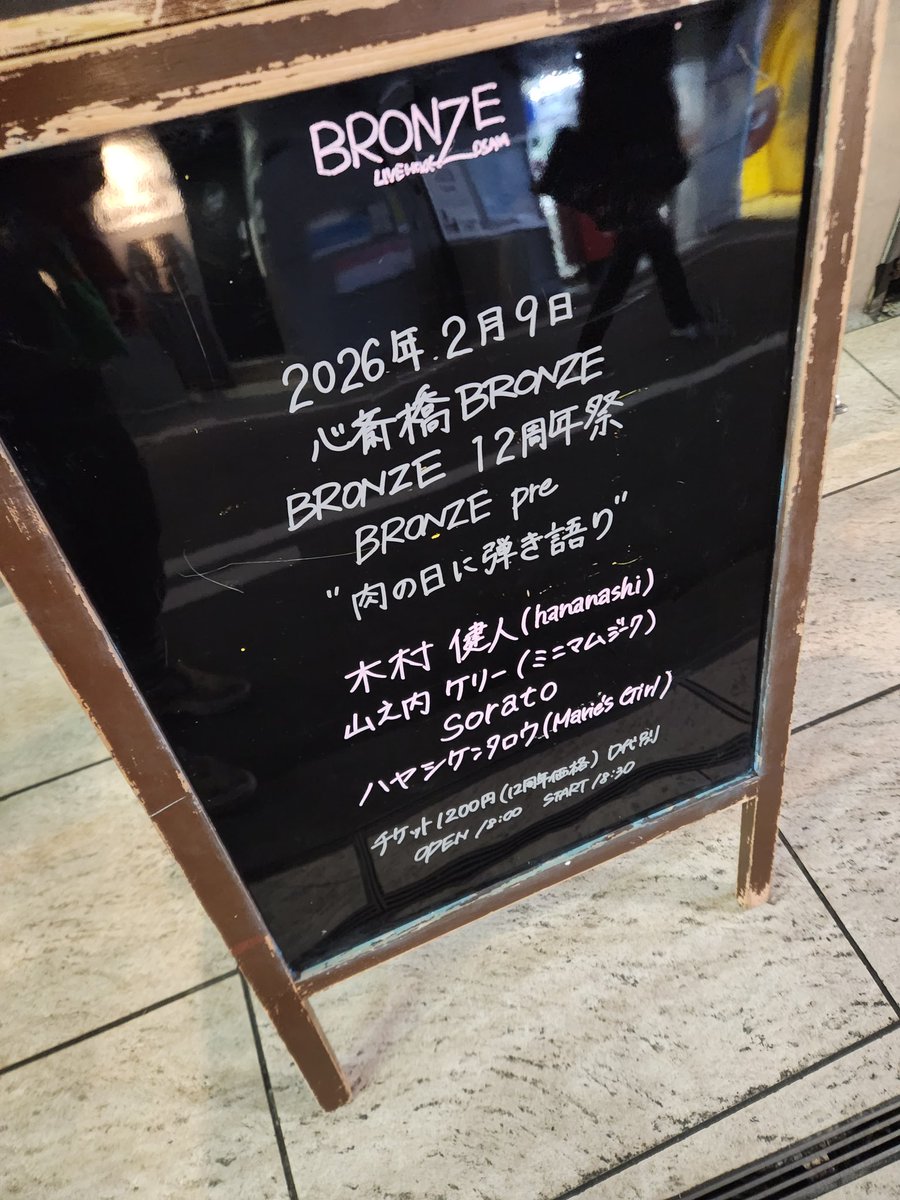 BRONZE
LIVEHOUSE OSAKA
2026年.2月9日
心斎橋BRONZE
BRONZE 12周年祭
BRONZE pre
"肉の日に弾き語り"
木村 健人(hananashi)
山之内 ケリー(ミニマムジーク)
Sorato
ハヤシケンタロウ(Marie's Girl)
チケット1200円(12周年価格) D代別
OPEN 18:00 START 18:30